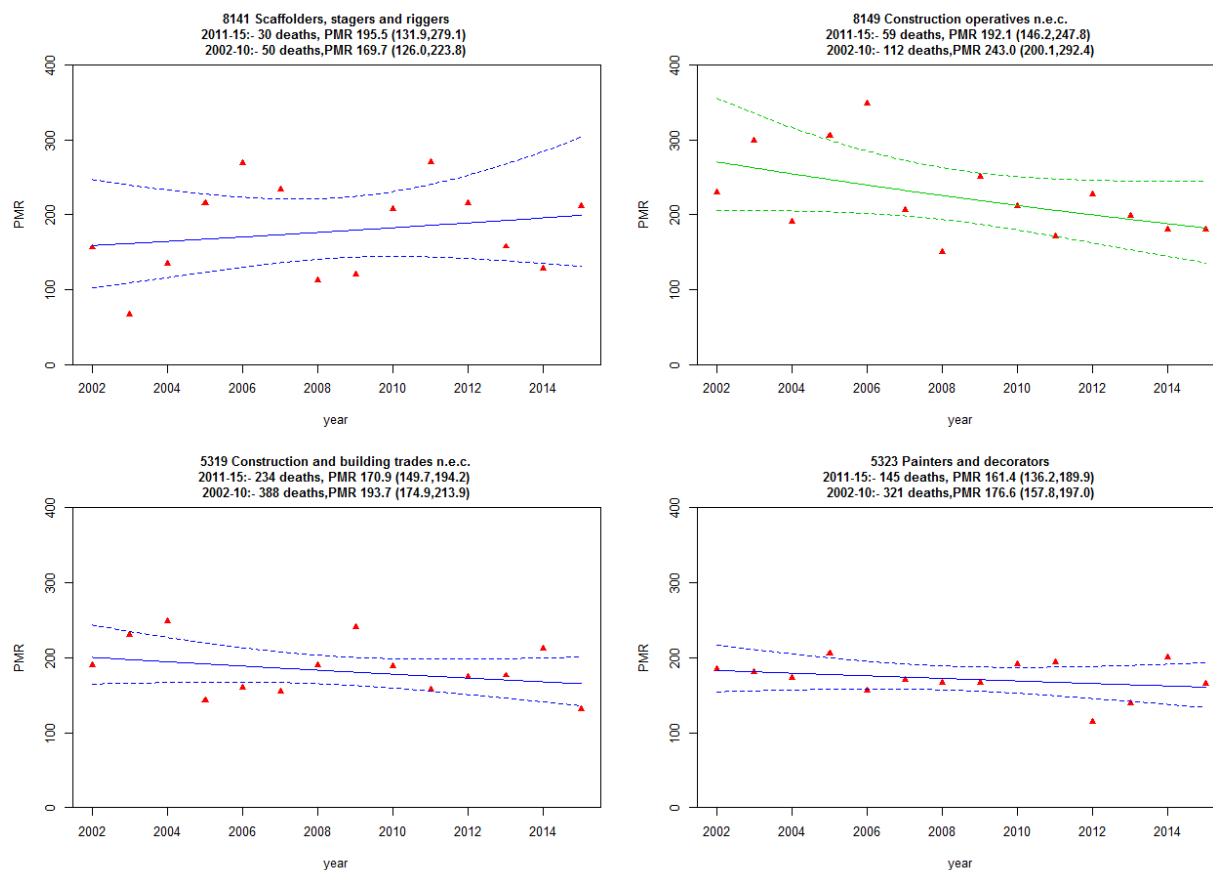 8141 Scaffolders, stagers and riggers
2011-15:- 30 deaths, PMR 195.5 (131.9,279.1)
2002-10:- 50 deaths,PMR 169.7 (126.0,223.8)
PMR
400
300
200
100
0
2002 2004 2006 2008 2010 2012 2014
year
8149 Construction operatives n.e.c.
2011-15:- 59 deaths, PMR 192.1 (146.2,247.8)
2002-10:- 112 deaths,PMR 243.0 (200.1,292.4)
PMR
400
300
200
100
0
2002 2004 2006 2008 2010 2012 2014
year
5319 Construction and building trades n.e.c.
2011-15:- 234 deaths, PMR 170.9 (149.7,194.2)
2002-10:- 388 deaths,PMR 193.7 (174.9,213.9)
PMR
400
300
200
100
0
2002 2004 2006 2008 2010 2012 2014
year
5323 Painters and decorators
2011-15:- 145 deaths, PMR 161.4 (136.2,189.9)
2002-10:- 321 deaths,PMR 176.6 (157.8,197.0)
PMR
400
300
200
100
0
2002 2004 2006 2008 2010 2012 2014
year